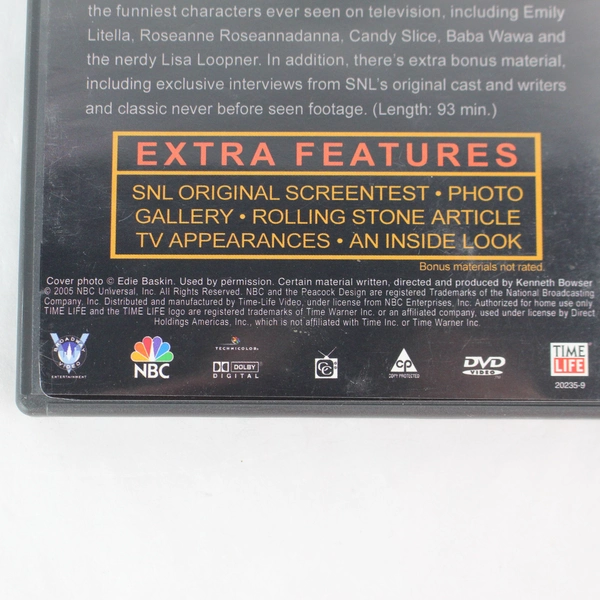 the funniest characters ever seen on television, including Emily
Litella, Roseanne Roseannadanna, Candy Slice, Baba Wawa and
the nerdy Lisa Loopner. In addition, there's extra bonus material,
including exclusive interviews from SNL's original cast and writers
and classic never before seen footage. (Length: 93 min.)
EXTRA FEATURES
SNL ORIGINAL SCREENTEST • PHOTO
GALLERY • ROLLING STONE ARTICLE
TV APPEARANCES • AN INSIDE LOOK
Bonus materials not rated.
Cover photo © Edie Baskin. Used by permission. Certain material written, directed and produced by Kenneth Bowser
© 2005 NBC Universal, Inc. All Rights Reserved. NBC and the Peacock Design are registered Trademarks of the National Broadcasting
Company, Inc. Distributed and manufactured by Time-Life Video, under license from NBC Enterprises, Inc. Authorized for home use only
TIME LIFE and the TIME LIFE logo are registered trademarks of Time Warner Inc. or an affiliated company, used under license by Direct
Holdings Americas, Inc., which is not affiliated with Time Inc. or Time Warner Inc.
BROADWAY VIDEO
ENTERTAINMENT
NBC
TECHNICOLOR
DOLBY
DIGITAL
CC
CP
COPY PROTECTED
DVD
VIDEO
TIME
LIFE
20235-9